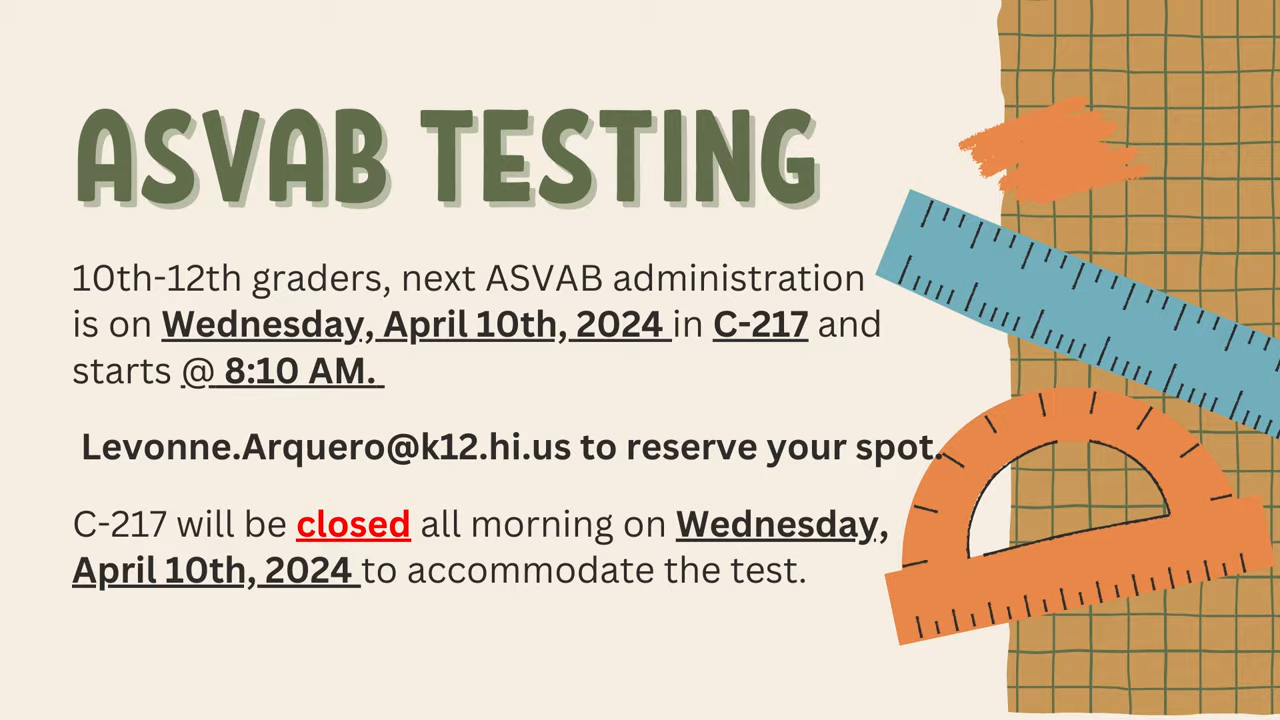 ASVAB TESTING
10th-12th graders, next ASVAB administration
is on Wednesday, April 10th, 2024 in C-217 and
starts @ 8:10 AM.
Levonne.Arquero@k12.hi.us to reserve your spot.
C-217 will be closed all morning on Wednesday,
April 10th, 2024 to accommodate the test.